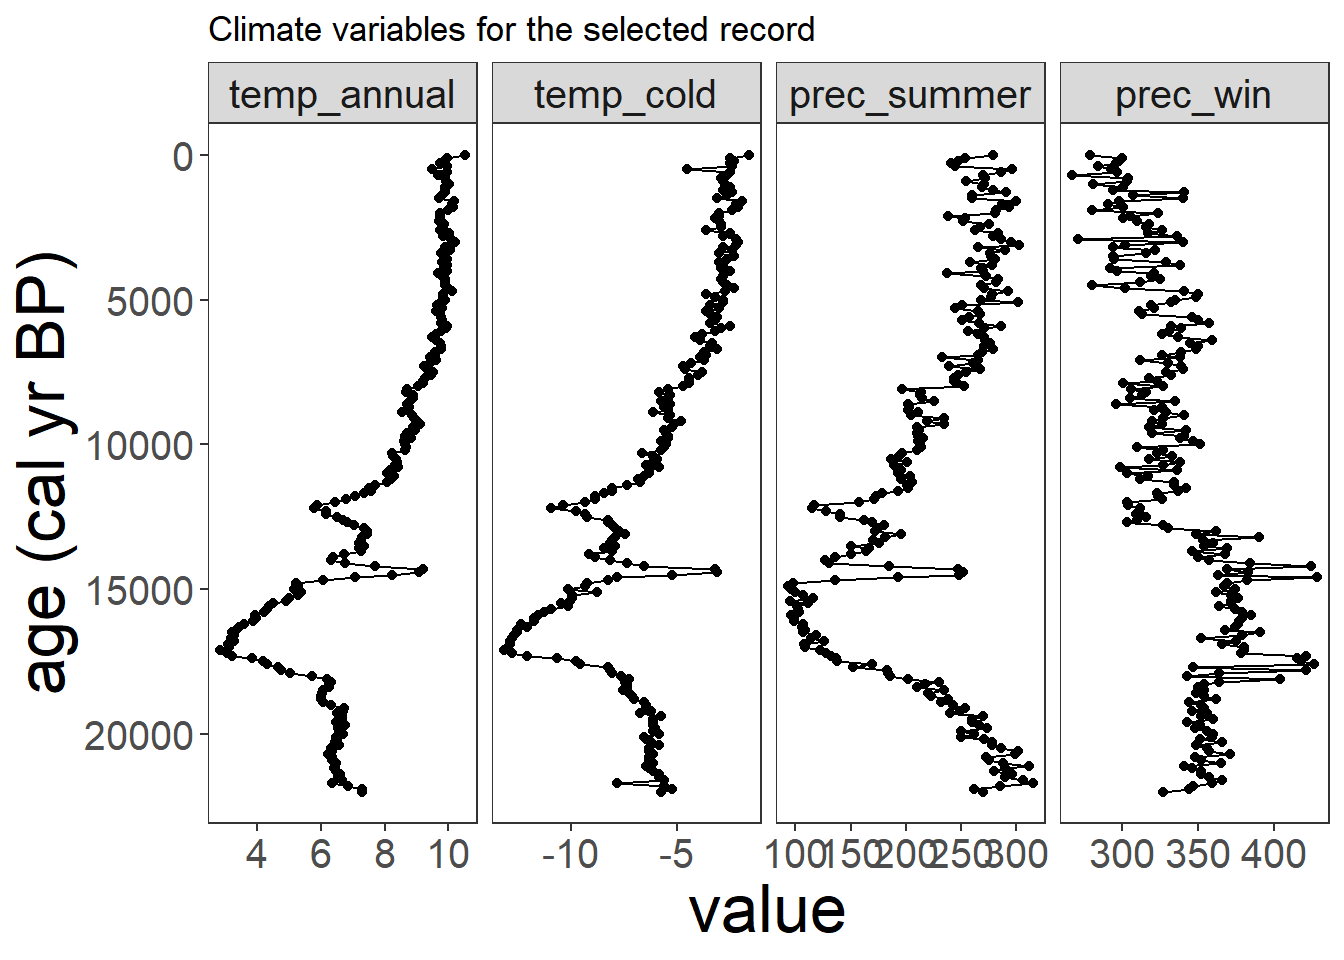 Climate variables for the selected record
temp_annual temp_cold prec_summer prec_win
0
5000
10000
15000
20000
age (cal yr BP)
4 6 8 10 -10 -5 100 150 200 250 300 300 350 400
value